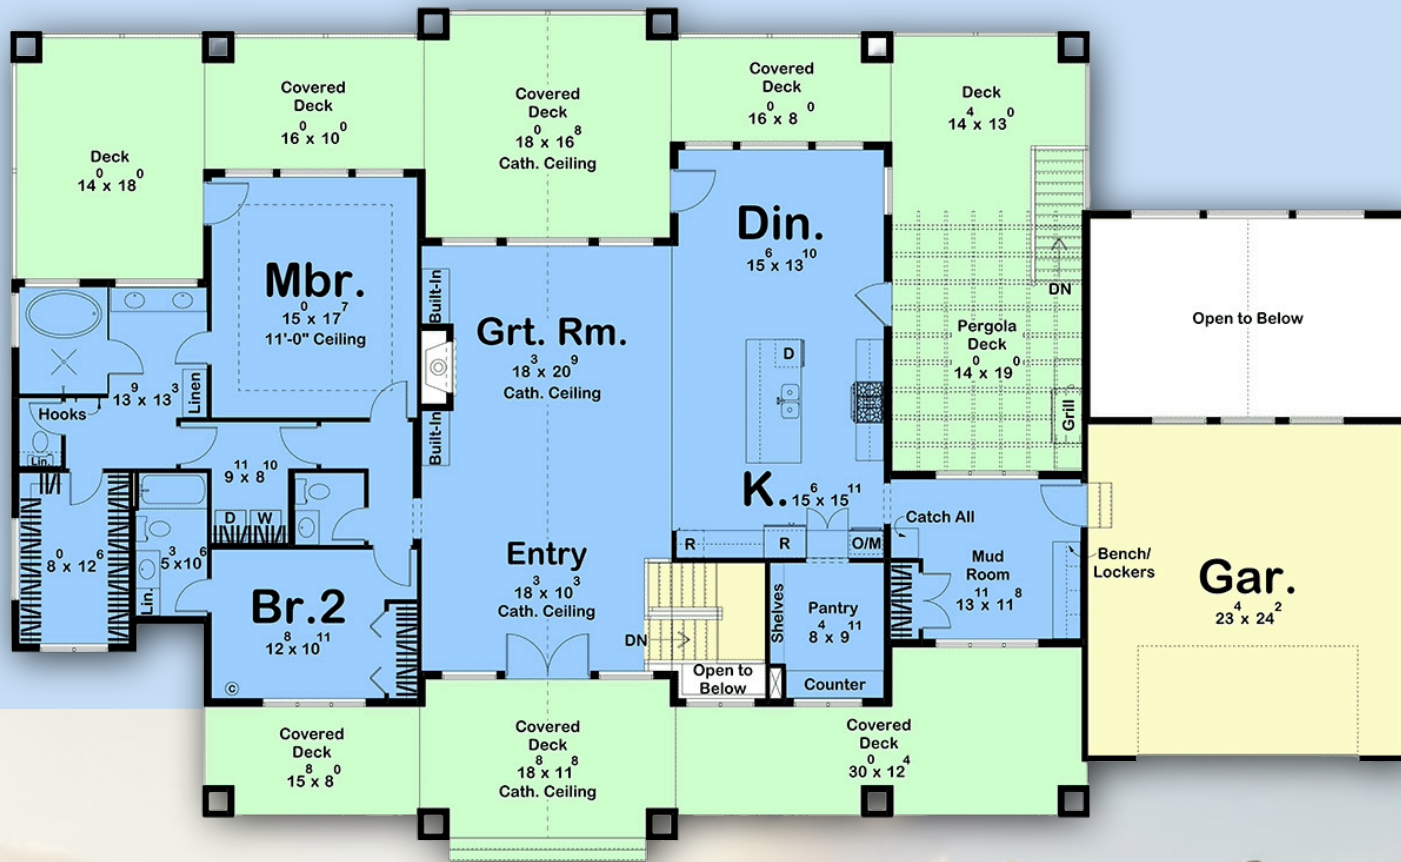 Deck
14⁰ x 18⁰
Covered
Deck
16⁰ x 10⁰
Covered
Deck
18⁰ x 16⁸
Cath. Ceiling
Covered
Deck
16⁰ x 8⁰
Deck
14⁴ x 13⁰
Mbr.
15⁰ x 17⁷
11'-0" Ceiling
Built-In
Grt. Rm.
18³ x 20⁹
Cath. Ceiling
Built-In
Din.
15⁶ x 13¹⁰
D
DN
Pergola
Deck
14⁰ x 19⁰
Grill
Open to Below
13⁹ x 13³
Linen
Hooks
Lin.
9¹¹ x 8¹⁰
D
W
8⁰ x 12⁶
5³ x 10⁶
Lin.
Br.2
12⁸ x 10¹¹
C
Entry
18³ x 10³
Cath. Ceiling
K. 15⁶ x 15¹¹
R
R
O/M
Catch All
Mud
Room
13¹¹ x 11⁸
Bench/
Lockers
Gar.
23⁴ x 24²
DN
Open to
Below
Shelves
Pantry
8⁴ x 9¹¹
Counter
Covered
Deck
15⁸ x 8⁰
Covered
Deck
18⁸ x 11⁸
Cath. Ceiling
Covered
Deck
30⁰ x 12⁴